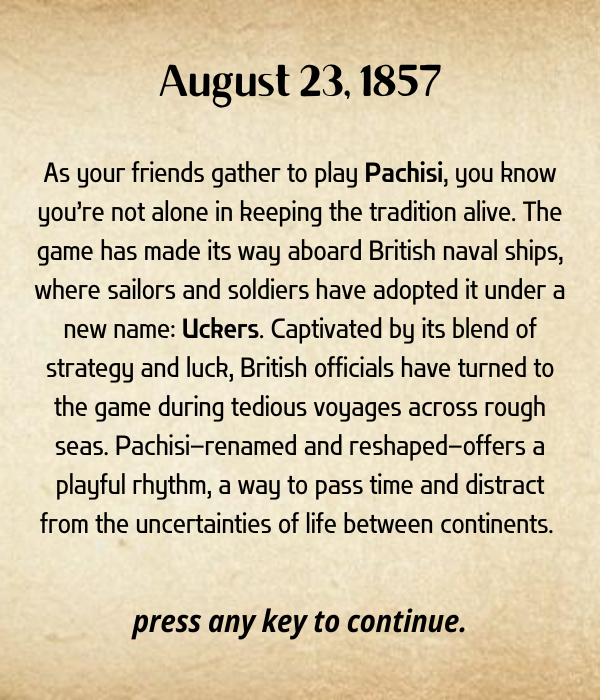 August 23, 1857
As your friends gather to play Pachisi, you know
you're not alone in keeping the tradition alive. The
game has made its way aboard British naval ships,
where sailors and soldiers have adopted it under a
new name: Uckers. Captivated by its blend of
strategy and luck, British officials have turned to
the game during tedious voyages across rough
seas. Pachisi—renamed and reshaped—offers a
playful rhythm, a way to pass time and distract
from the uncertainties of life between continents.
press any key to continue.